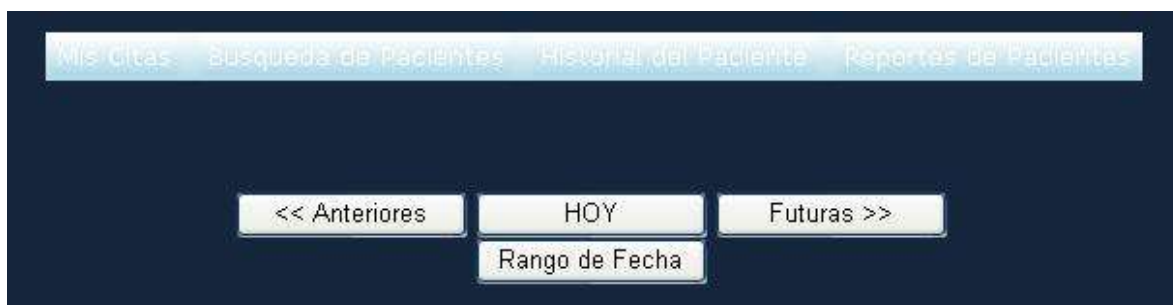 Mis Citas Busqueda de Pacientes Historial del Paciente Reportes de Pacientes
<< Anteriores HOY Futuras >>
Rango de Fecha